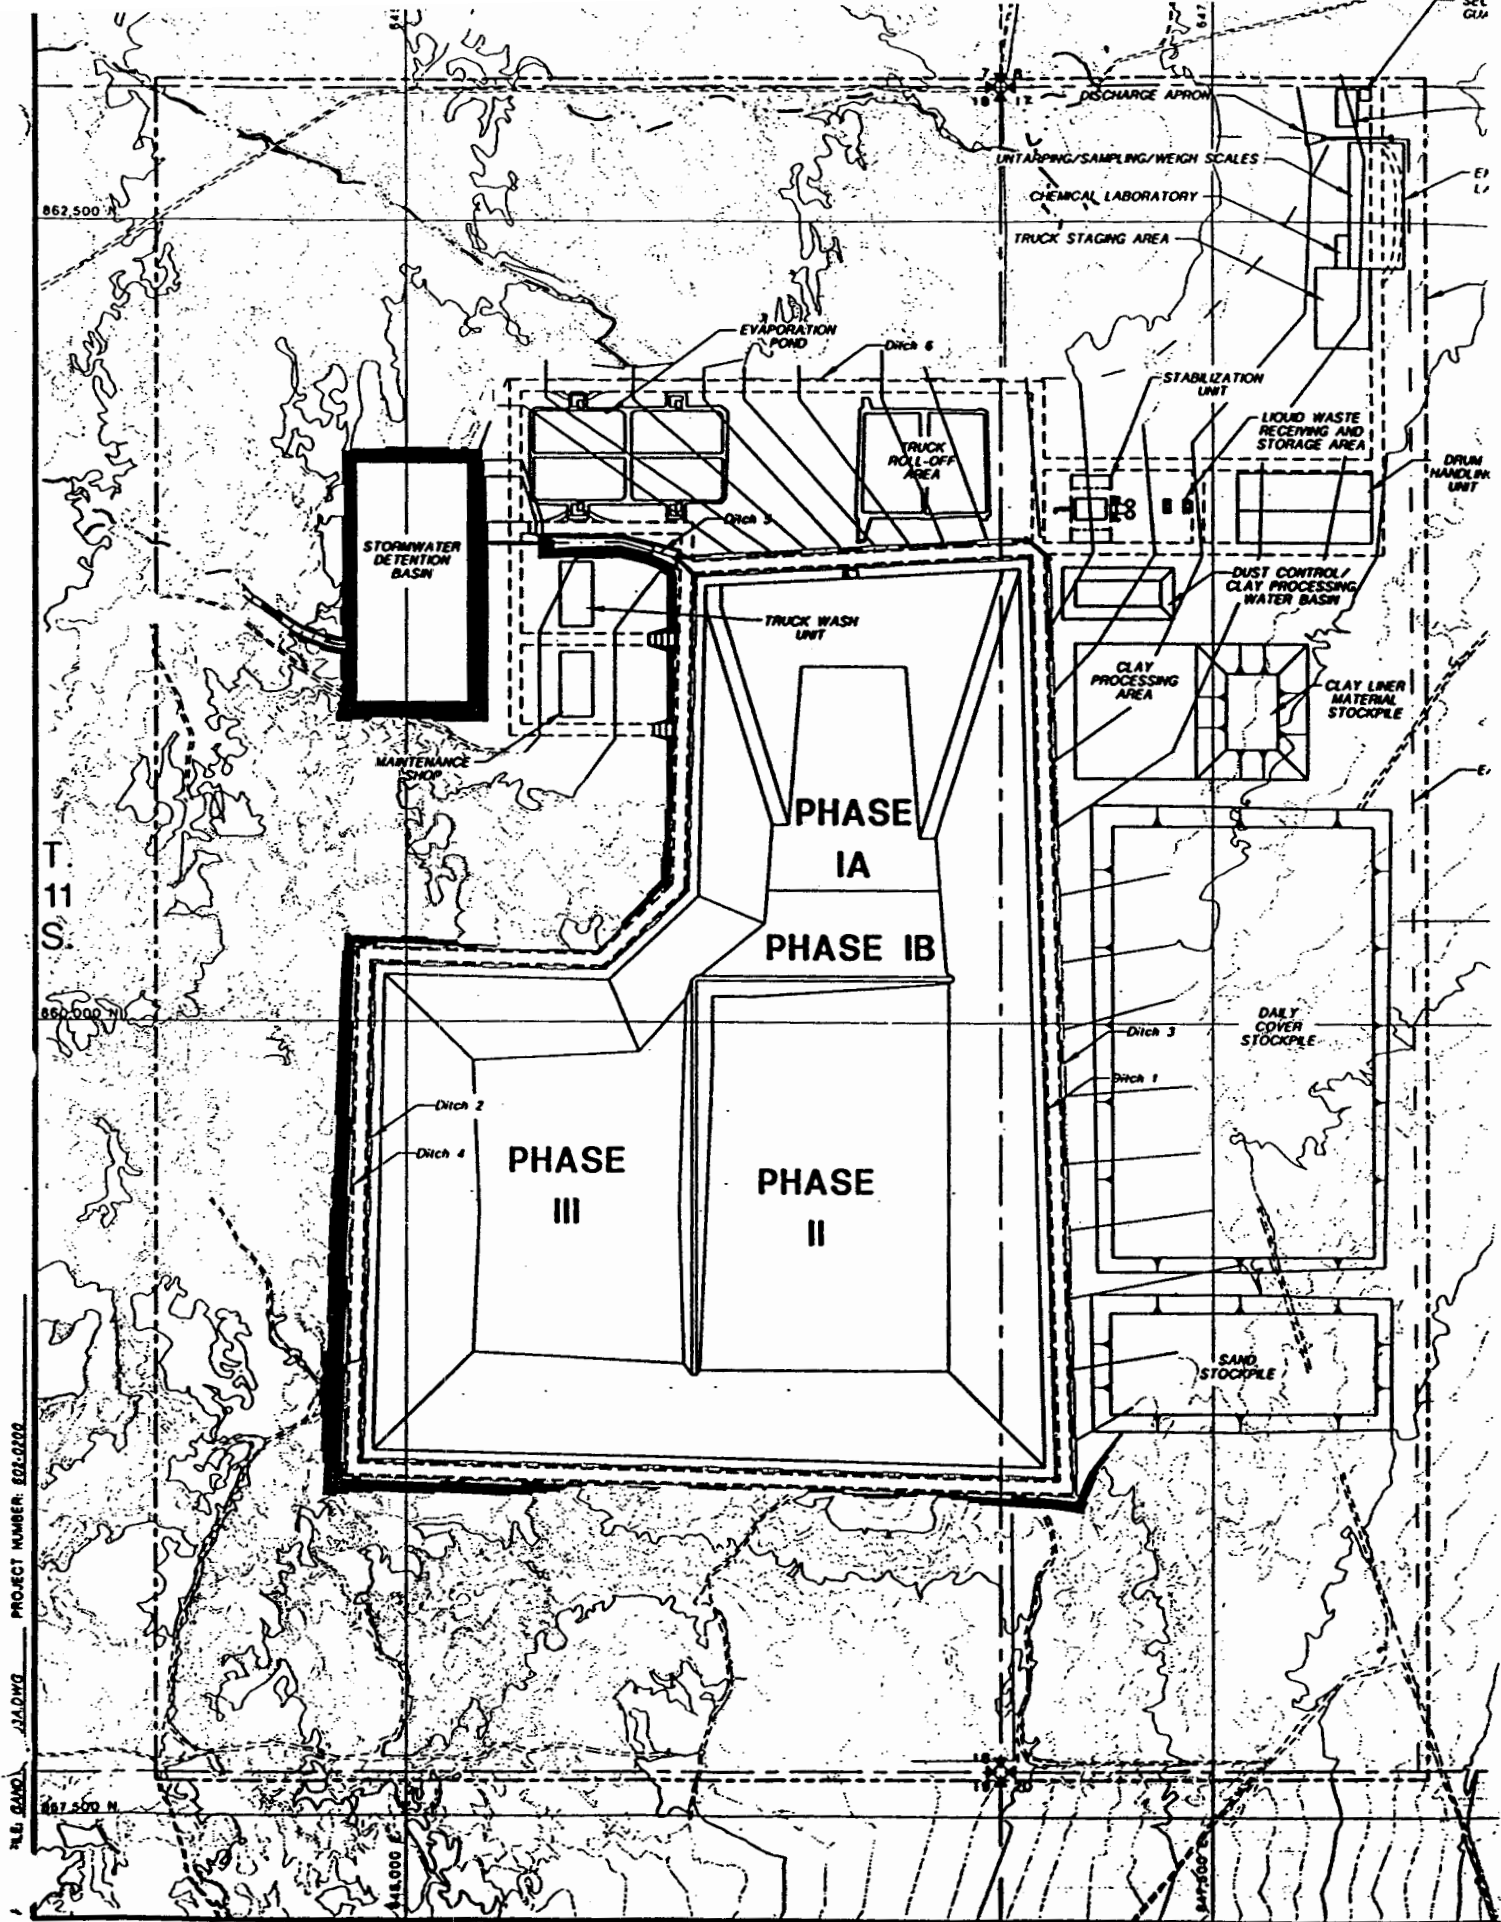 7 8
18 17
DISCHARGE APRON
UNTARPING/SAMPLING/WEIGH SCALES
CHEMICAL LABORATORY
TRUCK STAGING AREA
862,500 N
EVAPORATION
POND
Ditch 6
STABILIZATION
UNIT
LIQUID WASTE
RECEIVING AND
STORAGE AREA
TRUCK
ROLL-OFF
AREA
DRUM
HANDLING
UNIT
Ditch 5
STORMWATER
DETENTION
BASIN
DUST CONTROL/
CLAY PROCESSING
WATER BASIN
TRUCK WASH
UNIT
CLAY
PROCESSING
AREA
CLAY LINER
MATERIAL
STOCKPILE
MAINTENANCE
SHOP
PHASE
IA
T.
11
S.
PHASE IB
860,000 N
DAILY
COVER
STOCKPILE
Ditch 3
Ditch 1
Ditch 2
Ditch 4
PHASE
III
PHASE
II
SAND
STOCKPILE
PROJECT NUMBER: 602-0200
857,500 N